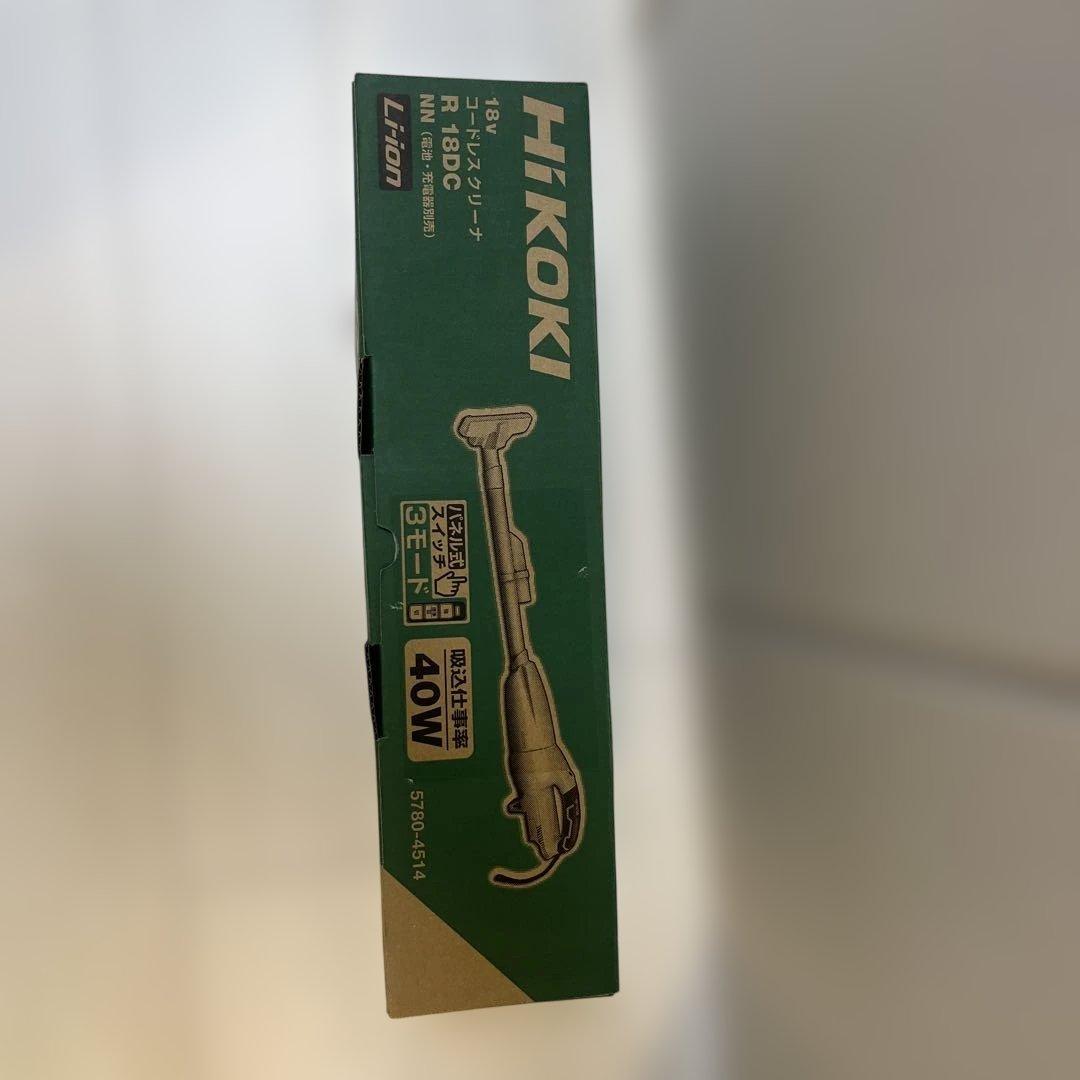 HiKOKI
18v
コードレスクリーナ
R 18DC
NN（電池・充電器別売）
Li-ion
パネル式
スイッチ
3モード
吸込仕事率
40W
5780-4514